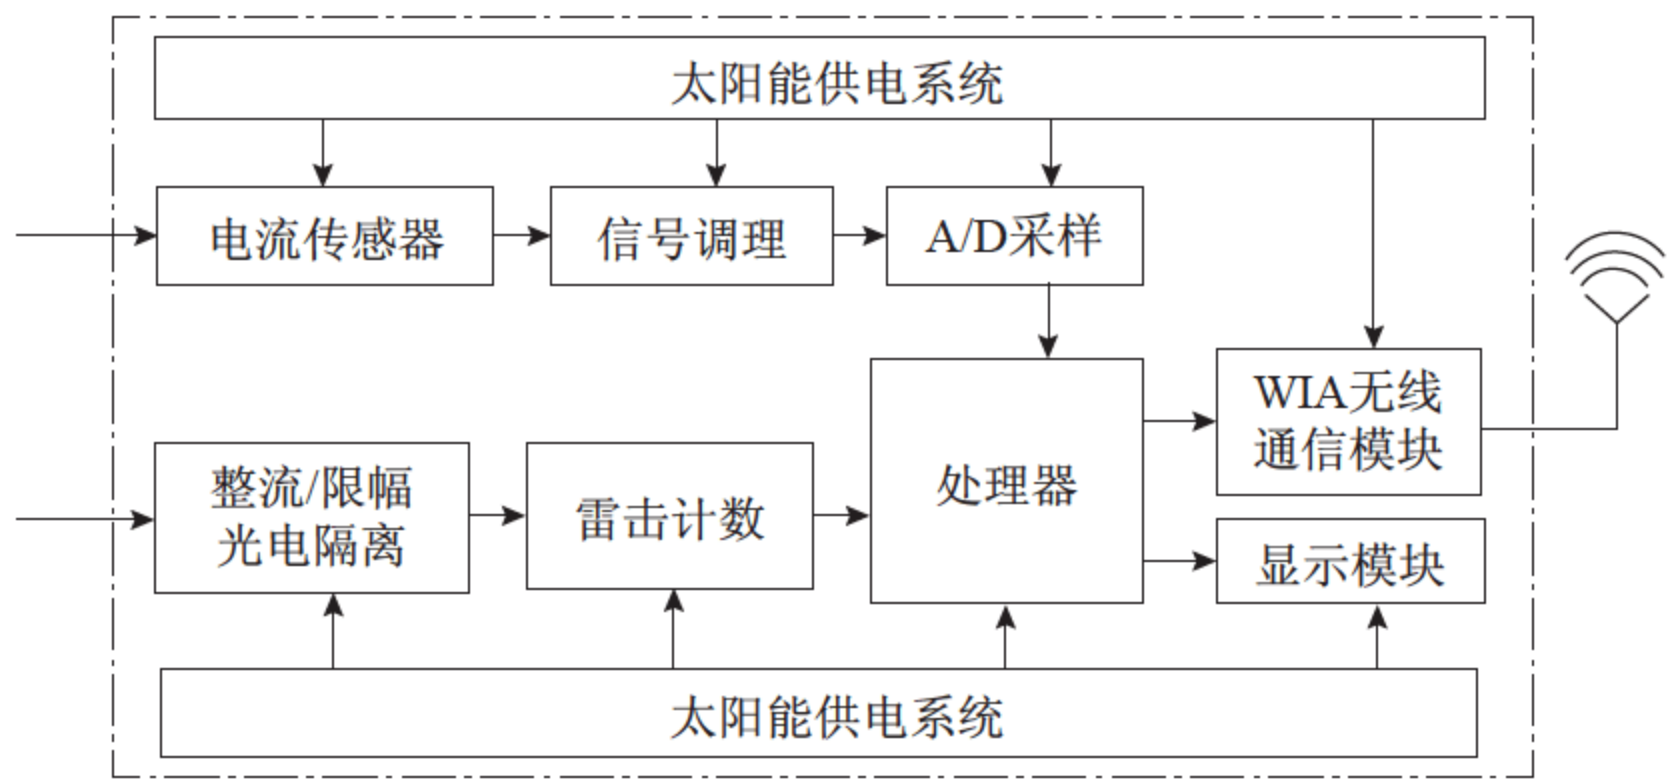 太阳能供电系统
电流传感器
信号调理
A/D采样
WIA无线
通信模块
整流/限幅
光电隔离
雷击计数
处理器
显示模块
太阳能供电系统